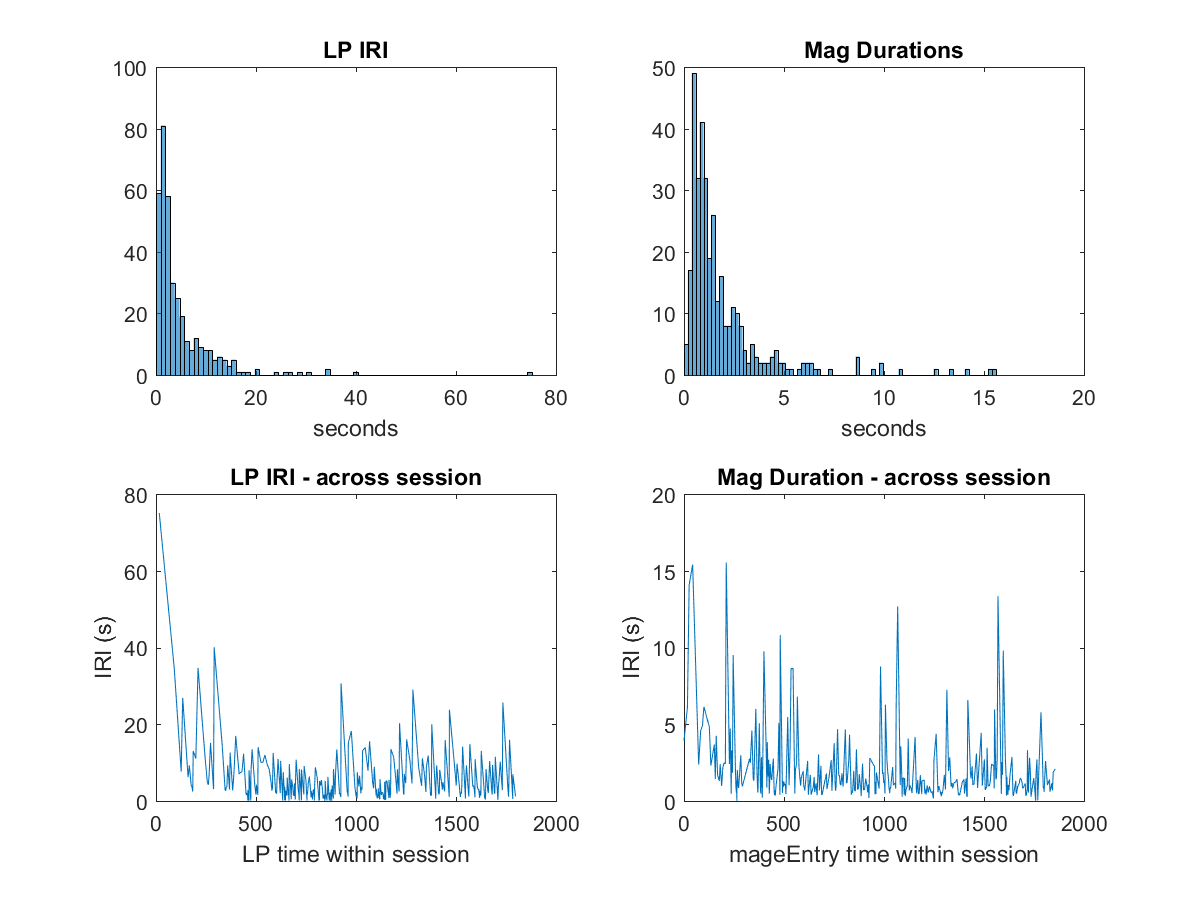 LP IRI
100
80
60
40
20
0
0 20 40 60 80
seconds
Mag Durations
50
40
30
20
10
0
0 5 10 15 20
seconds
LP IRI - across session
IRI (s)
80
60
40
20
0
0 500 1000 1500 2000
LP time within session
Mag Duration - across session
IRI (s)
20
15
10
5
0
0 500 1000 1500 2000
mageEntry time within session